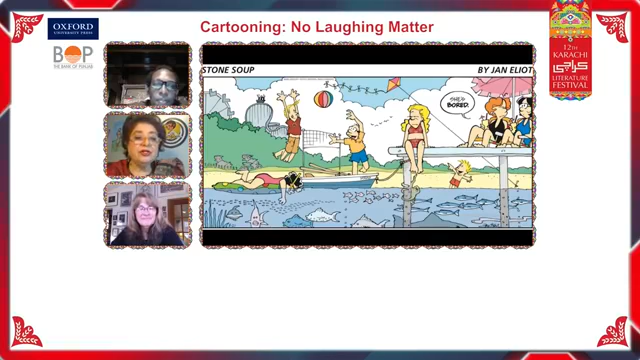 OXFORD
UNIVERSITY PRESS
BOP
THE BANK OF PUNJAB
Cartooning: No Laughing Matter
12TH
KARACHI
کراچی
LITERATURE
FESTIVAL
STONE SOUP
BY JAN ELIOT
SHE'S
BORED.